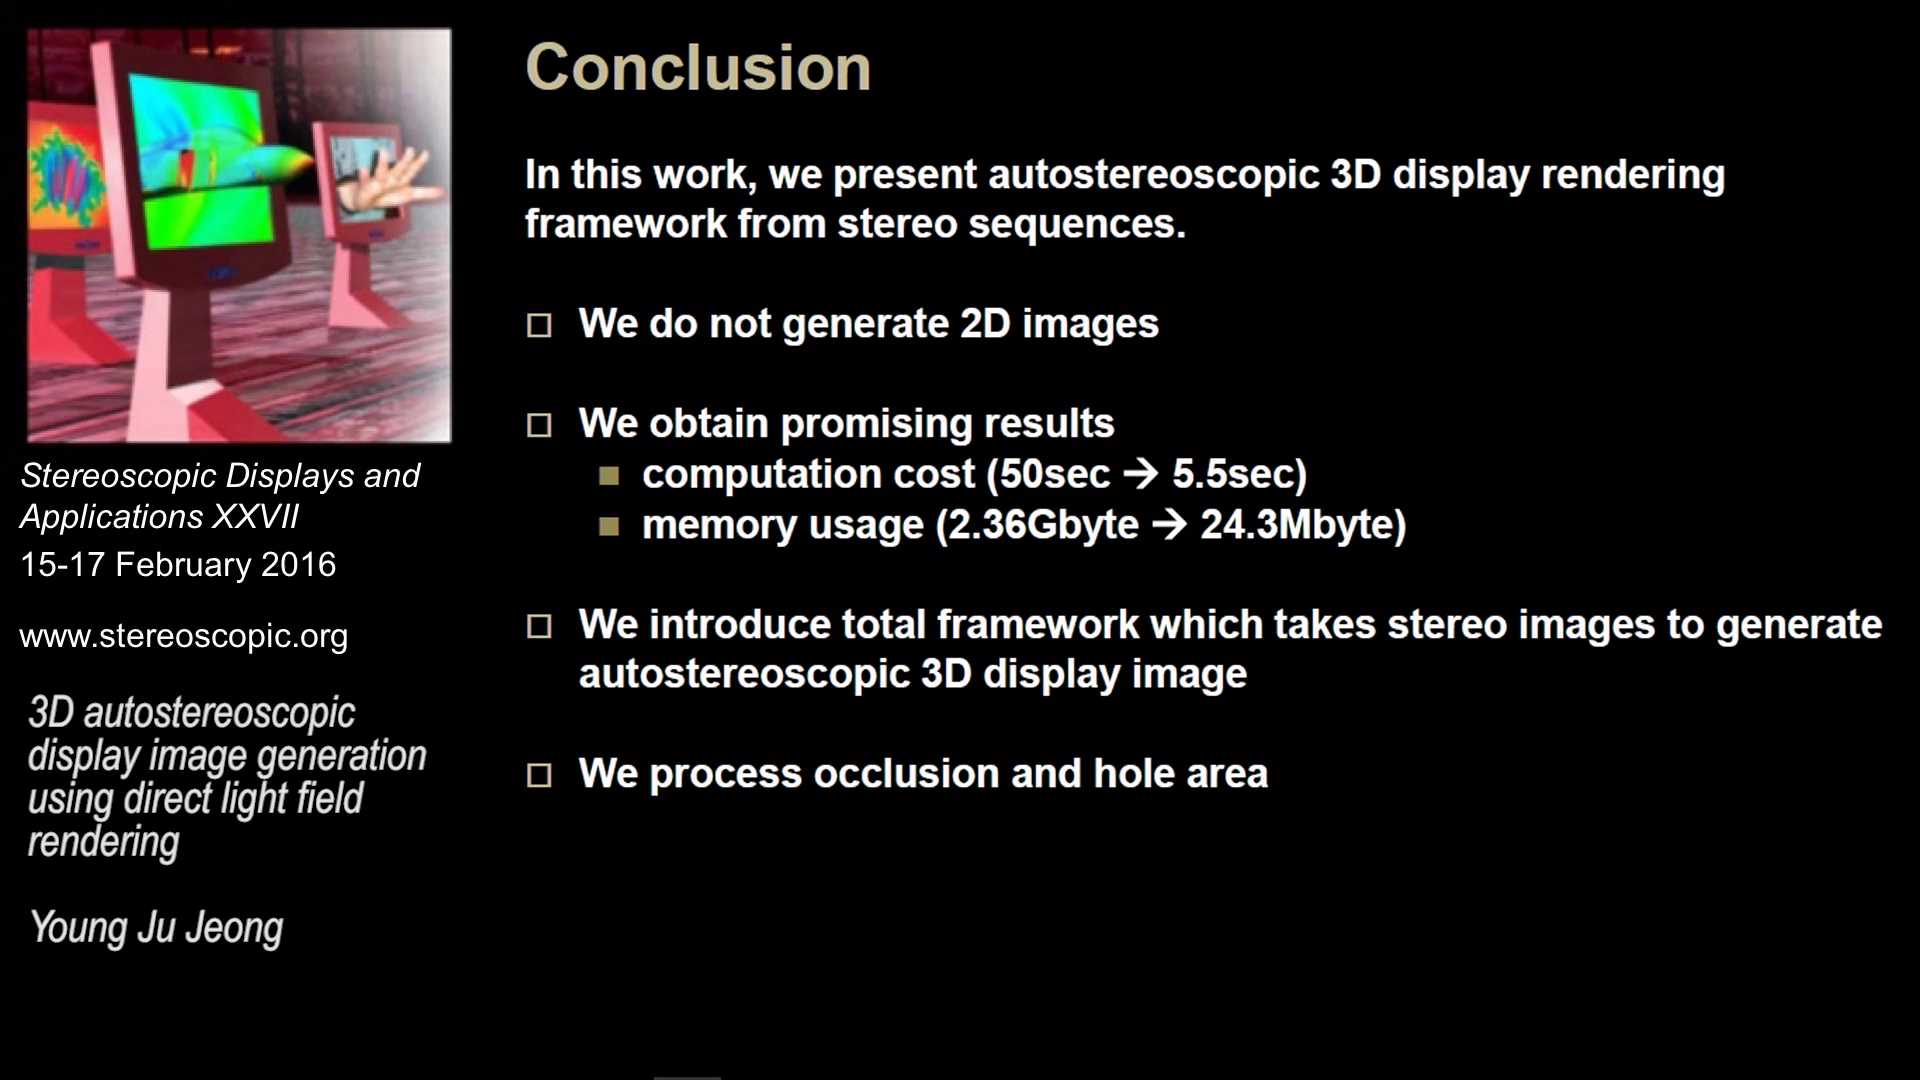 Conclusion
In this work, we present autostereoscopic 3D display rendering
framework from stereo sequences.
We do not generate 2D images
We obtain promising results
computation cost (50sec → 5.5sec)
memory usage (2.36Gbyte → 24.3Mbyte)
We introduce total framework which takes stereo images to generate
autostereoscopic 3D display image
We process occlusion and hole area
Stereoscopic Displays and
Applications XXVII
15-17 February 2016
www.stereoscopic.org
3D autostereoscopic
display image generation
using direct light field
rendering
Young Ju Jeong